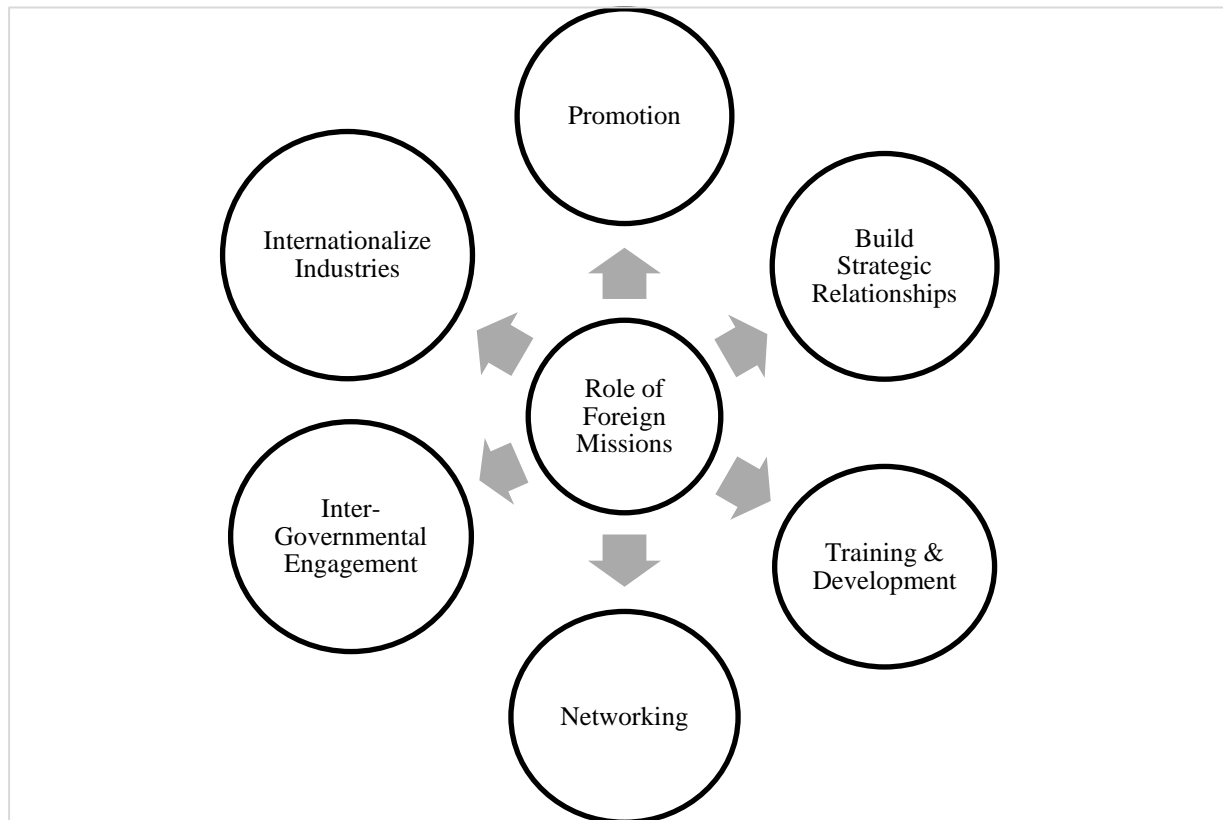 Promotion
Build
Strategic
Relationships
Training &
Development
Networking
Inter-
Governmental
Engagement
Internationalize
Industries
Role of
Foreign
Missions